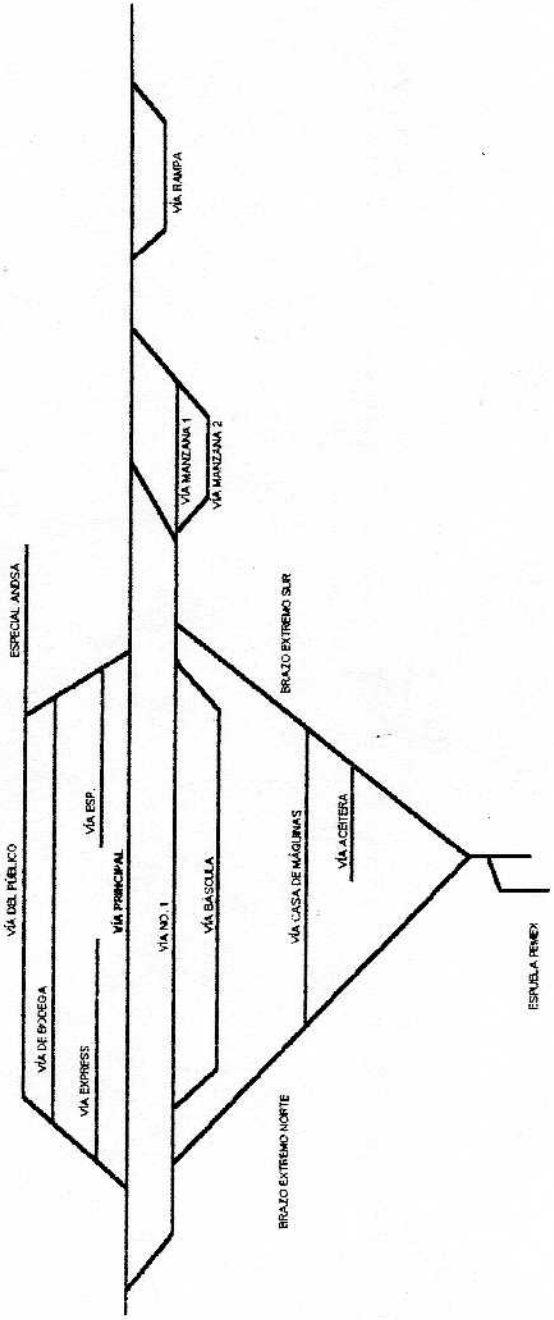 VÍA DEL PÚBLICO
ESPECIAL ANDSA
VÍA DE BODEGA
VÍA EXPRESS
VÍA ESP.
VÍA PRINCIPAL
VÍA NO. 1
VÍA BÁSCULA
VÍA MANZANA 1
VÍA MANZANA 2
VÍA RAMPA
BRAZO EXTREMO NORTE
BRAZO EXTREMO SUR
VÍA CASA DE MÁQUINAS
VÍA ACEITERA
ESPUELA PEMEX